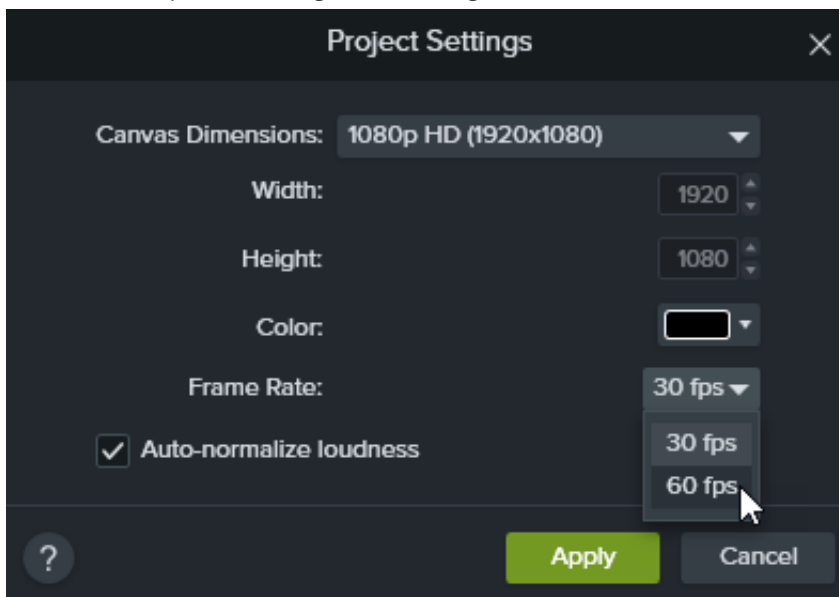 Project Settings
Canvas Dimensions: 1080p HD (1920x1080)
Width: 1920
Height: 1080
Color:
Frame Rate: 30 fps
Auto-normalize loudness
30 fps
60 fps
? Apply Cancel